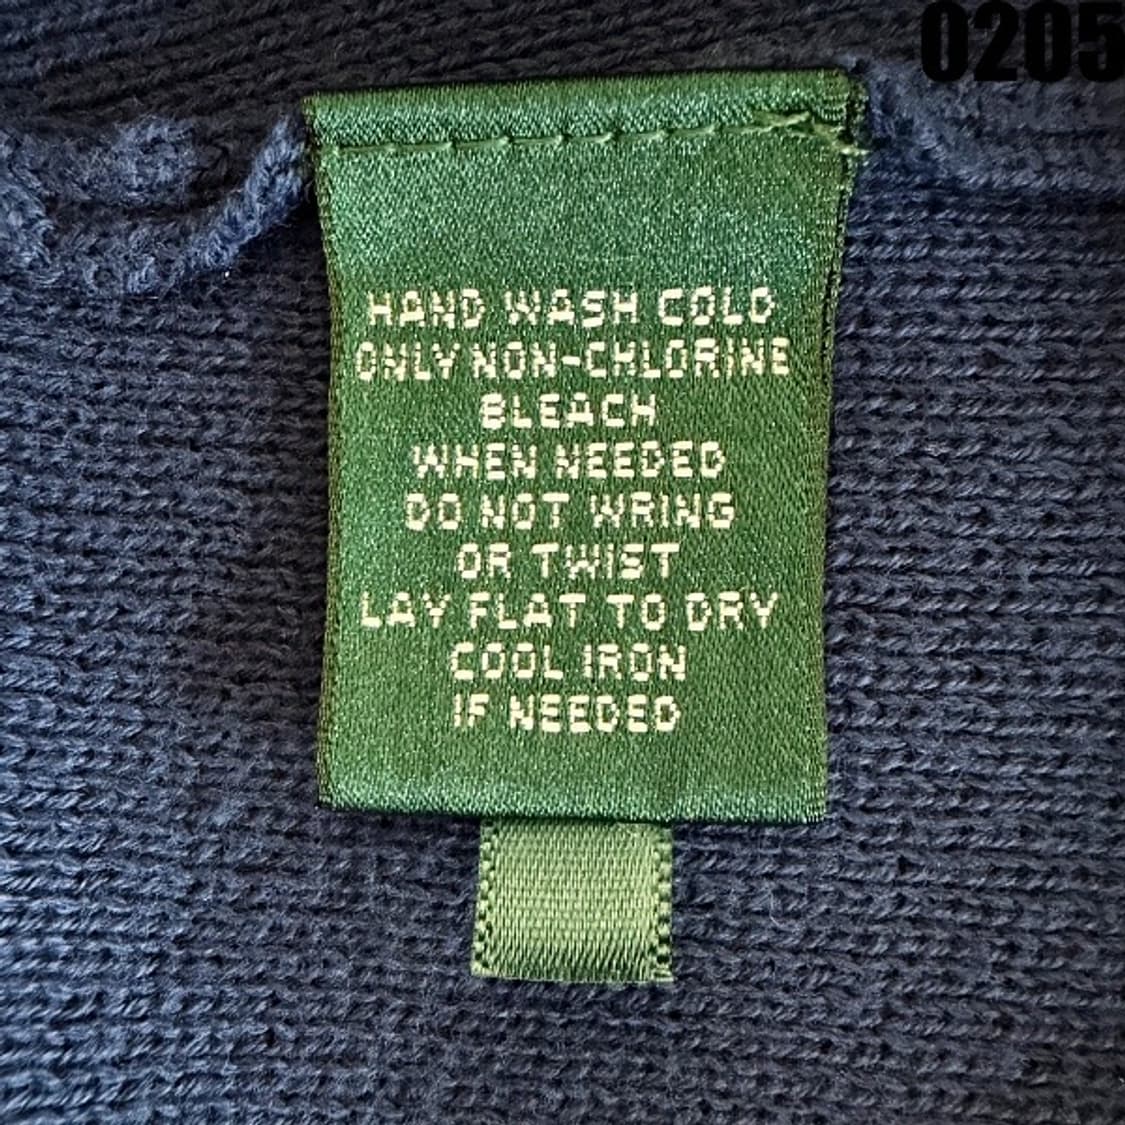 0205
HAND WASH COLD
ONLY NON-CHLORINE
BLEACH
WHEN NEEDED
DO NOT WRING
OR TWIST
LAY FLAT TO DRY
COOL IRON
IF NEEDED